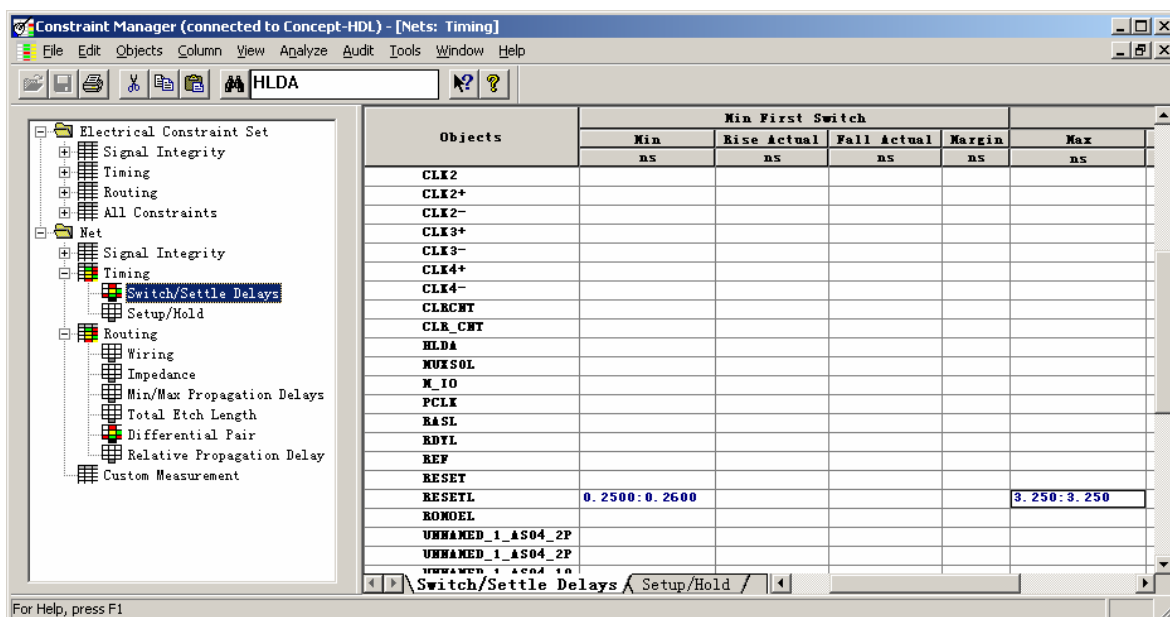 Constraint Manager (connected to Concept-HDL) - [Nets: Timing]
File Edit Objects Column View Analyze Audit Tools Window Help
HLDA
Electrical Constraint Set
Signal Integrity
Timing
Routing
All Constraints
Net
Signal Integrity
Timing
Switch/Settle Delays
Setup/Hold
Routing
Wiring
Impedance
Min/Max Propagation Delays
Total Etch Length
Differential Pair
Relative Propagation Delay
Custom Measurement
Min First Switch
Objects Min Rise Actual Fall Actual Margin Max
ns ns ns ns ns
CLK2
CLK2+
CLK2-
CLK3+
CLK3-
CLK4+
CLK4-
CLRCNT
CLR_CNT
HLDA
MUXSOL
M_IO
PCLK
RASL
RDYL
REF
RESET
RESETL 0.2500:0.2600 3.250:3.250
ROMOEL
UNNAMED_1_AS04_2P
UNNAMED_1_AS04_2P
Switch/Settle Delays Setup/Hold
For Help, press F1